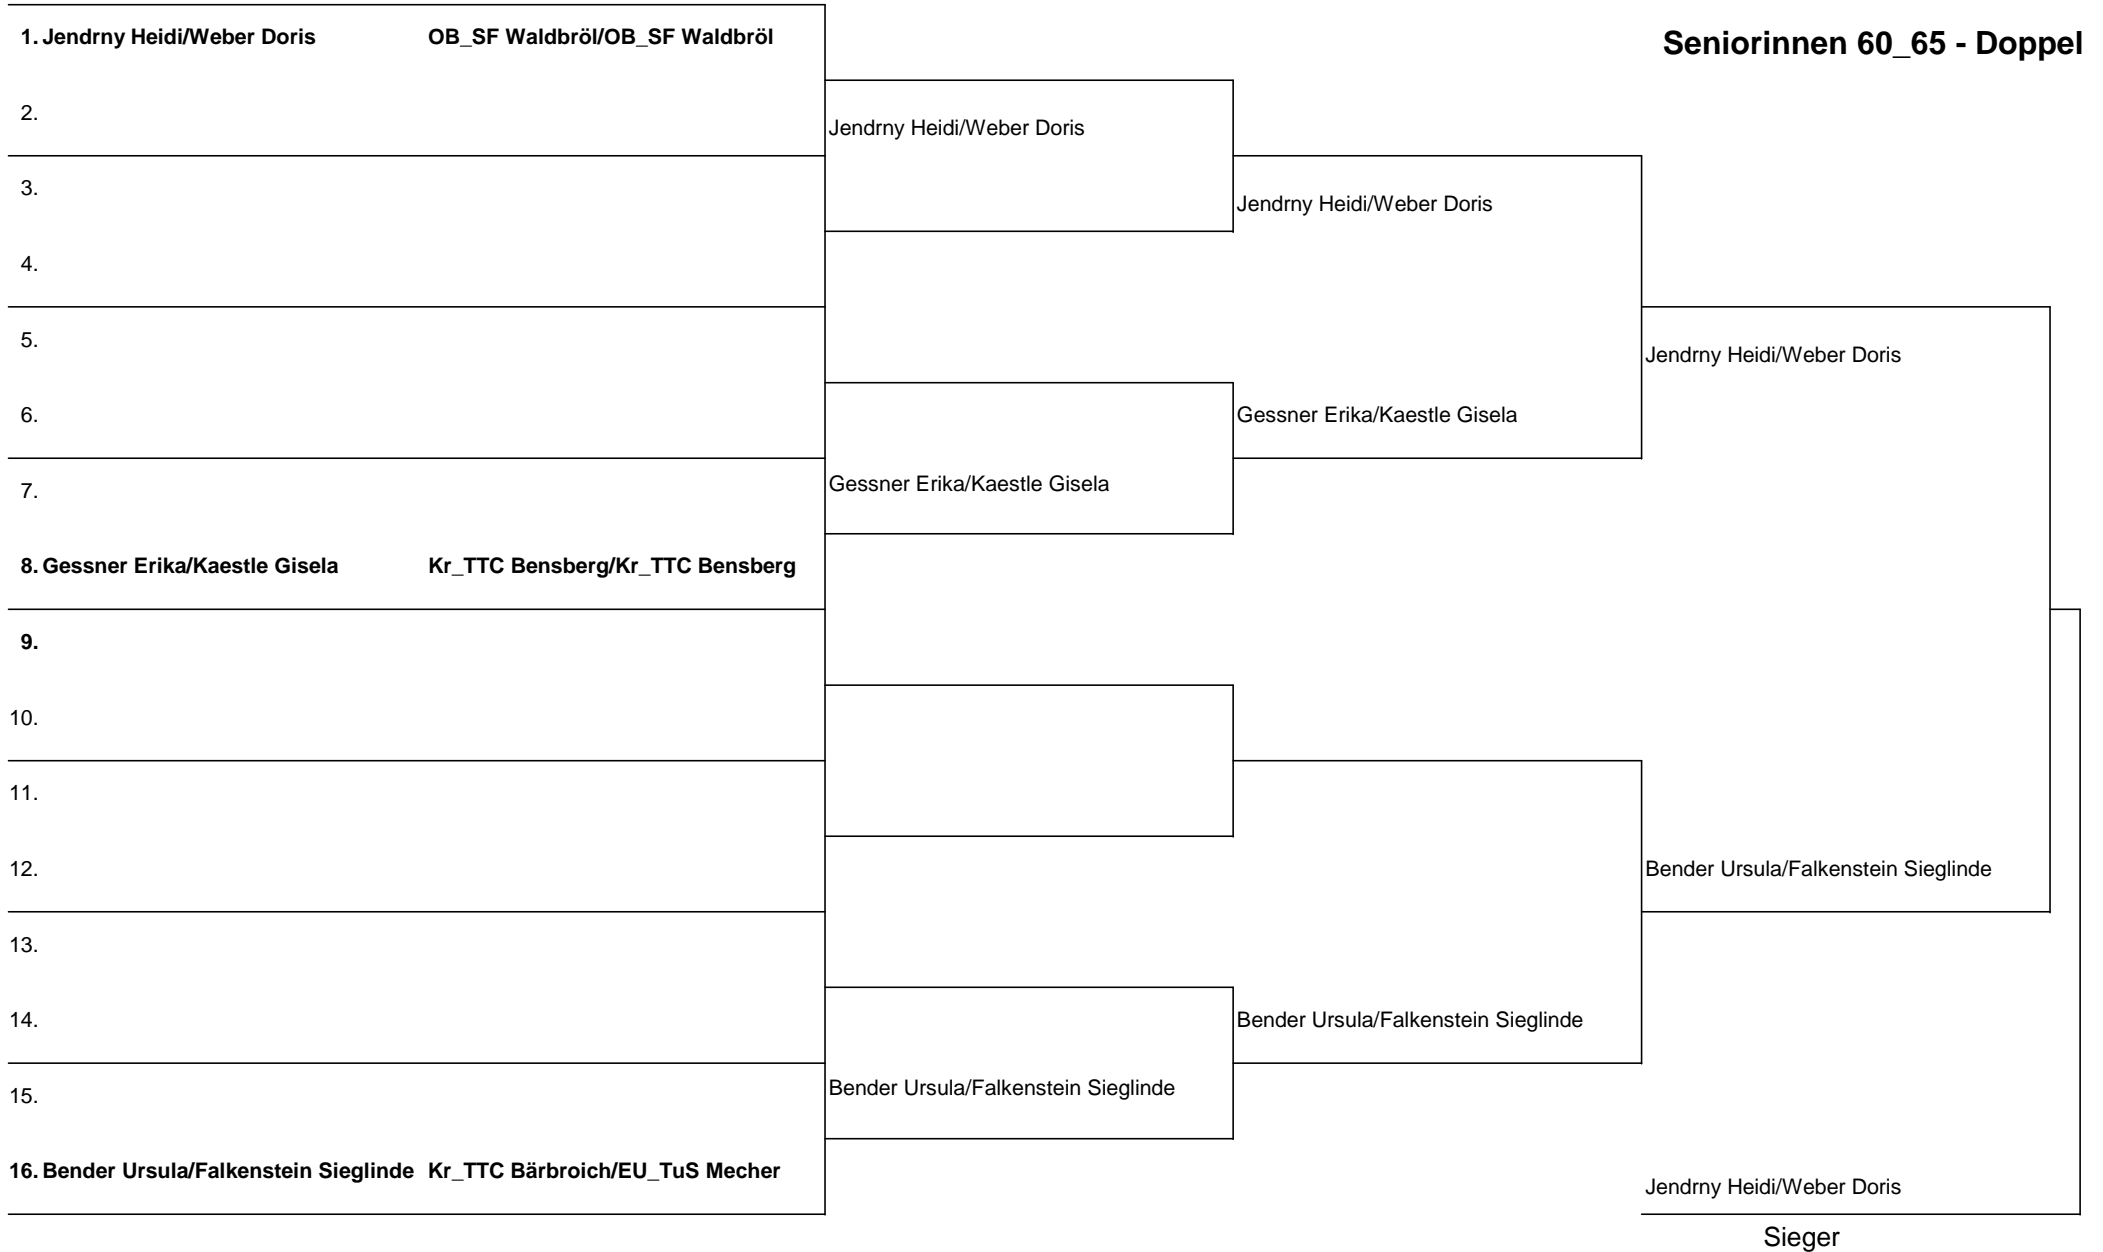 1. Jendrny Heidi/Weber Doris OB_SF Waldbröl/OB_SF Waldbröl
Seniorinnen 60_65 - Doppel
2.
Jendrny Heidi/Weber Doris
3.
Jendrny Heidi/Weber Doris
4.
5.
Jendrny Heidi/Weber Doris
6.
Gessner Erika/Kaestle Gisela
7.
Gessner Erika/Kaestle Gisela
8. Gessner Erika/Kaestle Gisela Kr_TTC Bensberg/Kr_TTC Bensberg
9.
10.
11.
12.
Bender Ursula/Falkenstein Sieglinde
13.
14.
Bender Ursula/Falkenstein Sieglinde
15.
Bender Ursula/Falkenstein Sieglinde
16. Bender Ursula/Falkenstein Sieglinde Kr_TTC Bärbroich/EU_TuS Mecher
Jendrny Heidi/Weber Doris
Sieger